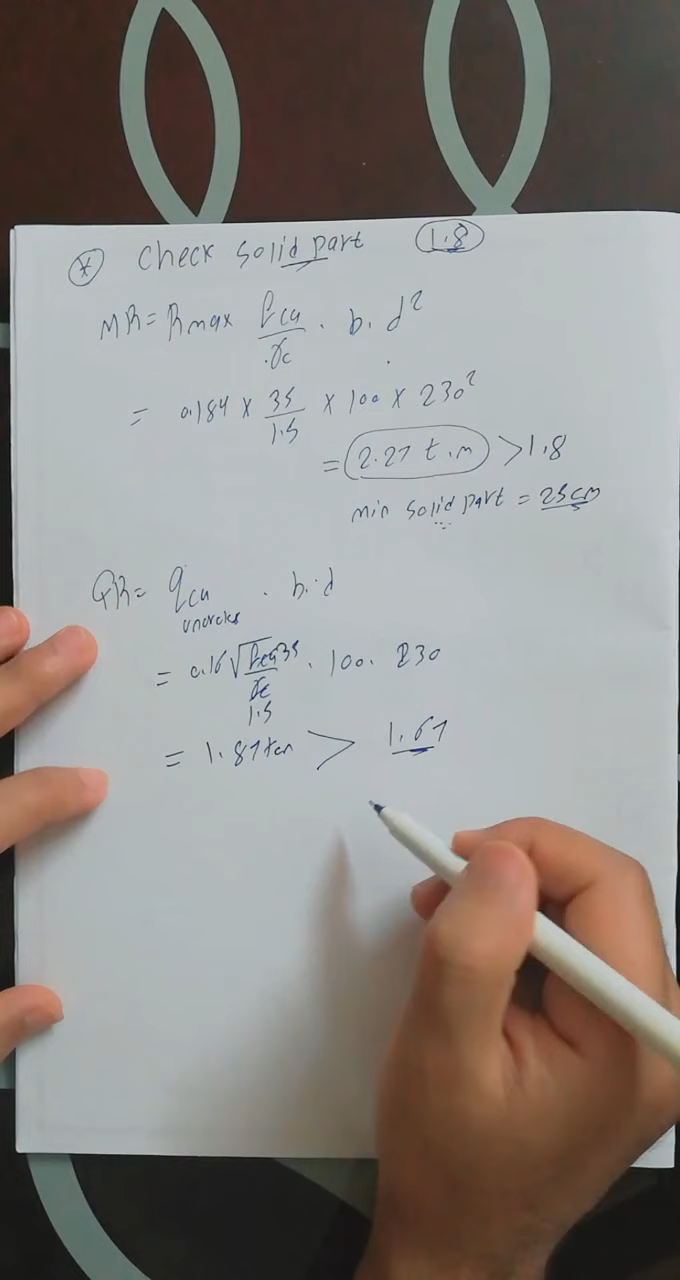 * Check solid part 1.8
MR = Rmax Fcu/γc . b. d²
= 0.184 × 35/1.5 × 100 × 230²
= 2.27 t.m > 1.8
min solid part = 25cm
QR = qcu . b. d
= 0.16 √Fcu 35/γc 1.5 . 100. 230
= 1.87 ton > 1.67